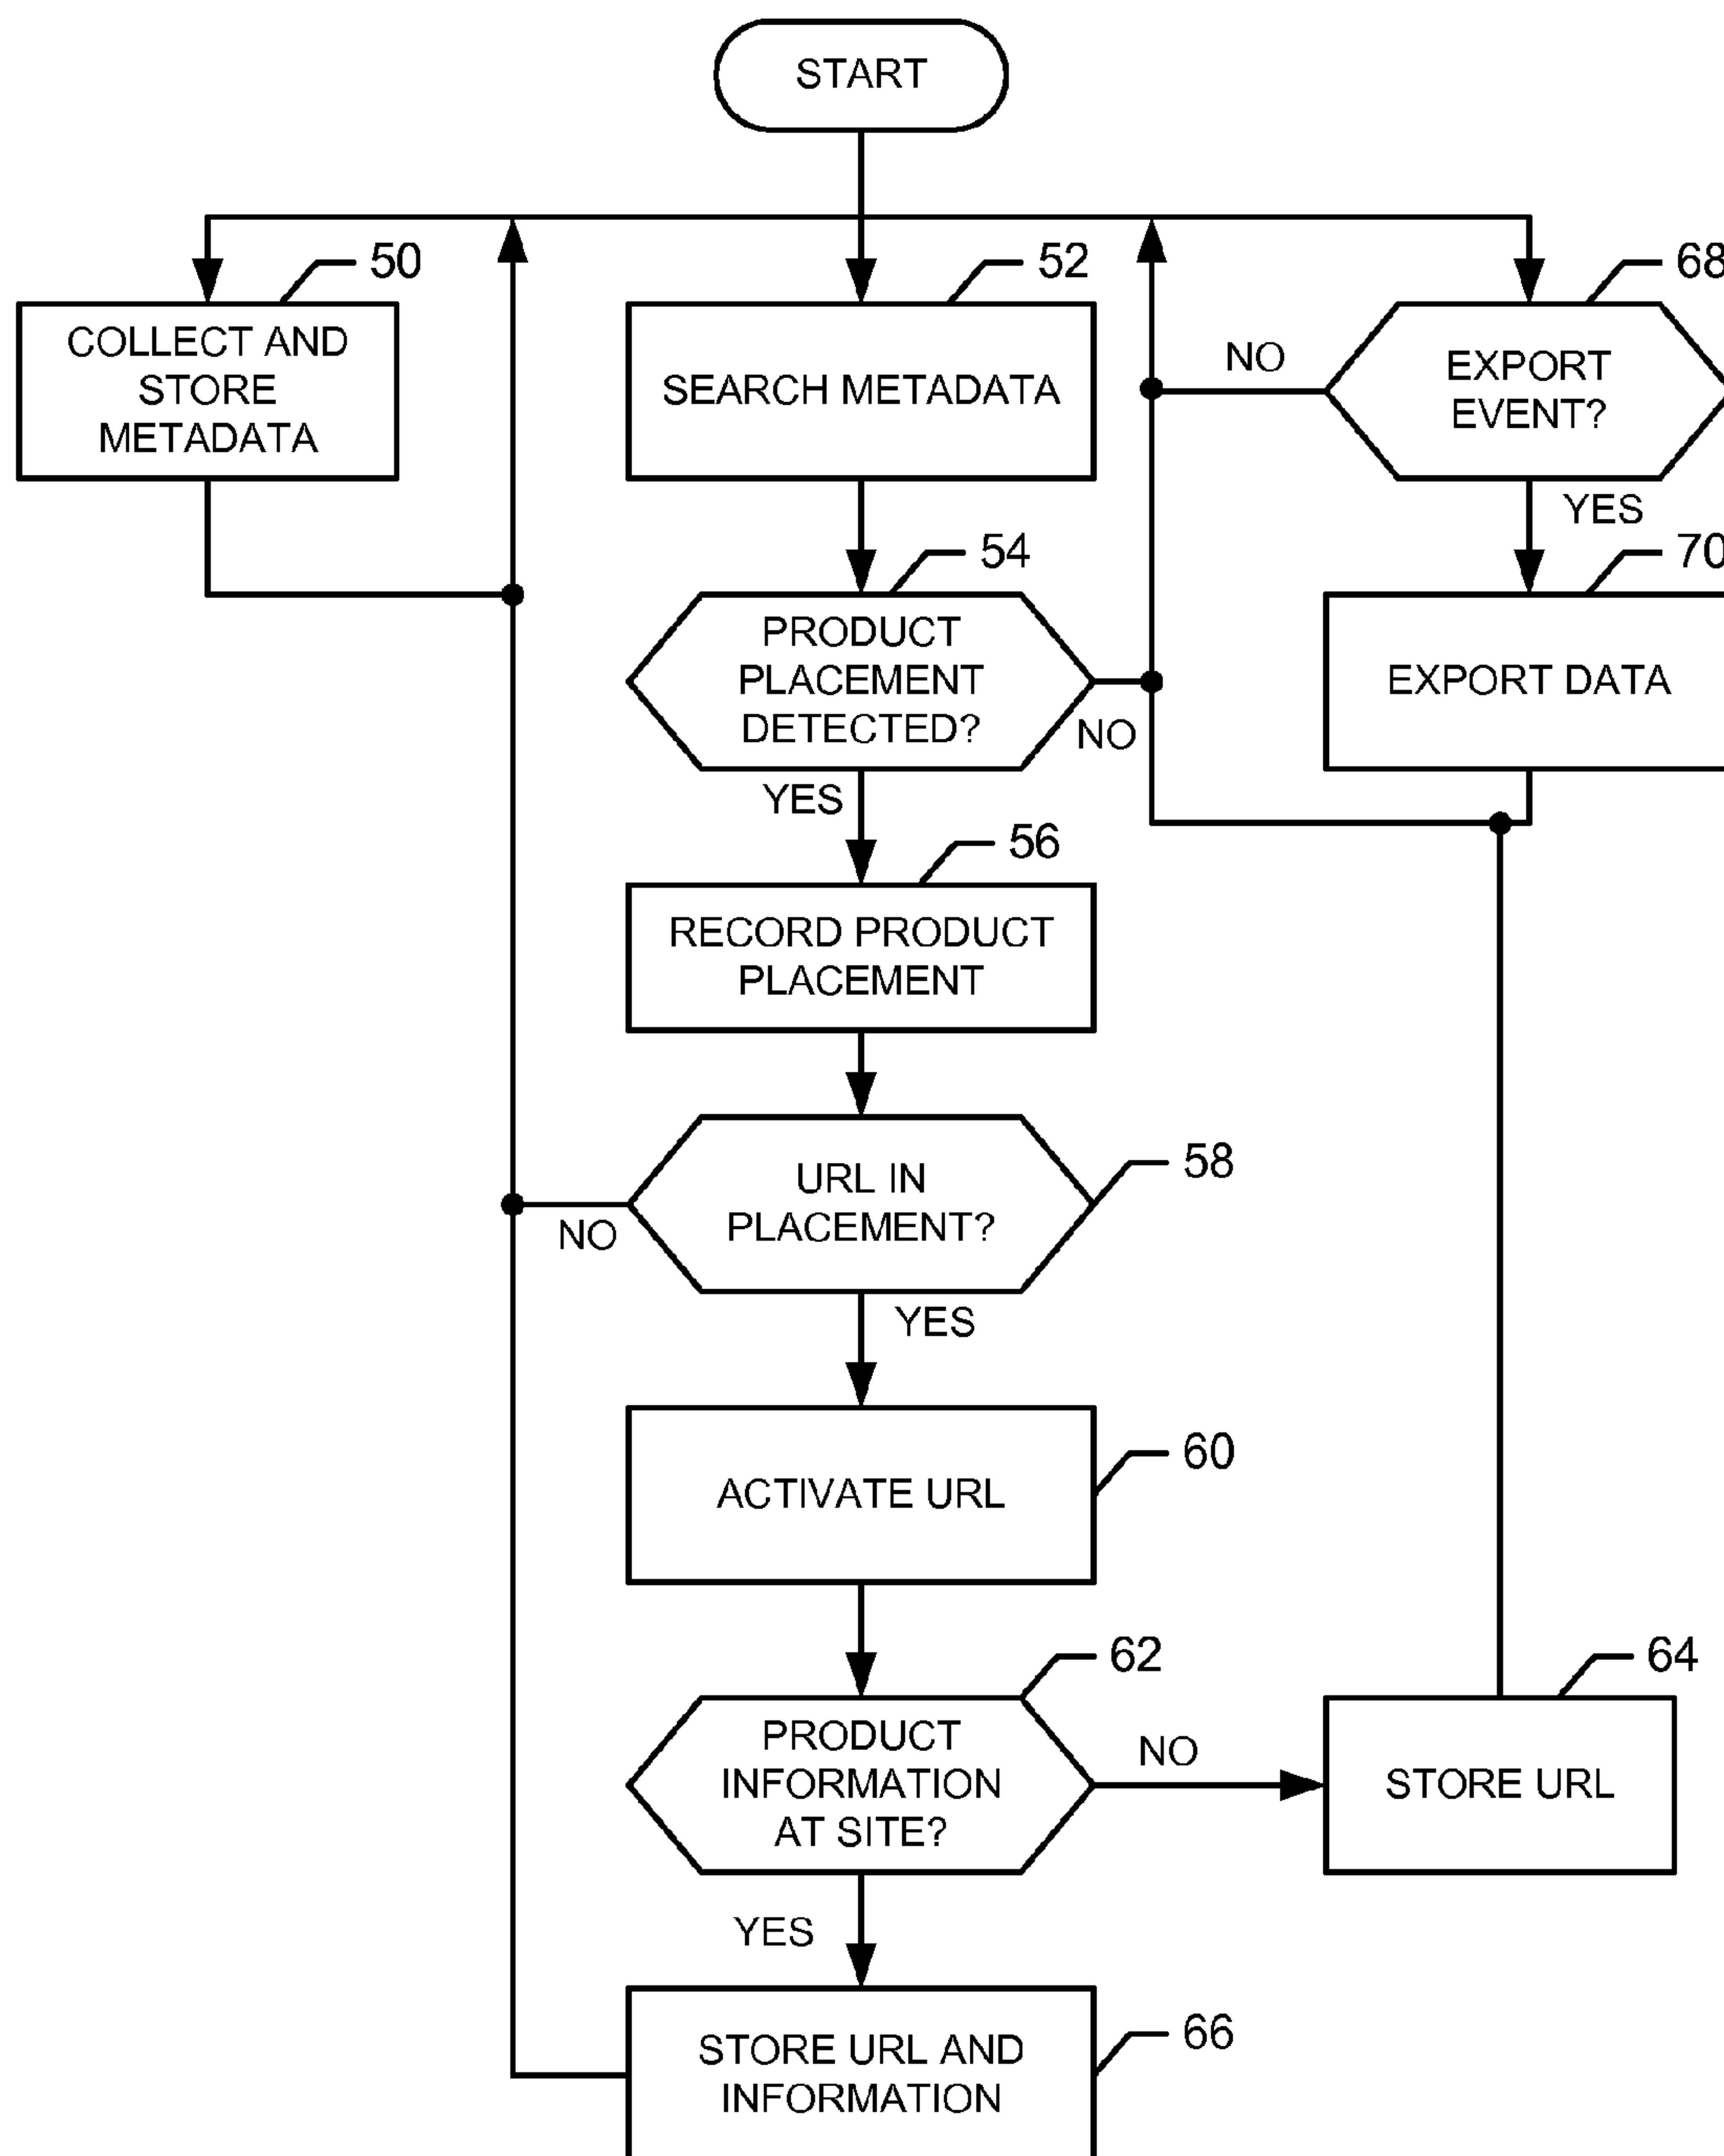 START
50
52
68
COLLECT AND
STORE
METADATA
SEARCH METADATA
NO
EXPORT
EVENT?
YES
54
70
PRODUCT
PLACEMENT
DETECTED?
NO
EXPORT DATA
YES
56
RECORD PRODUCT
PLACEMENT
58
URL IN
PLACEMENT?
NO
YES
60
ACTIVATE URL
62
64
PRODUCT
INFORMATION
AT SITE?
NO
STORE URL
YES
66
STORE URL AND
INFORMATION